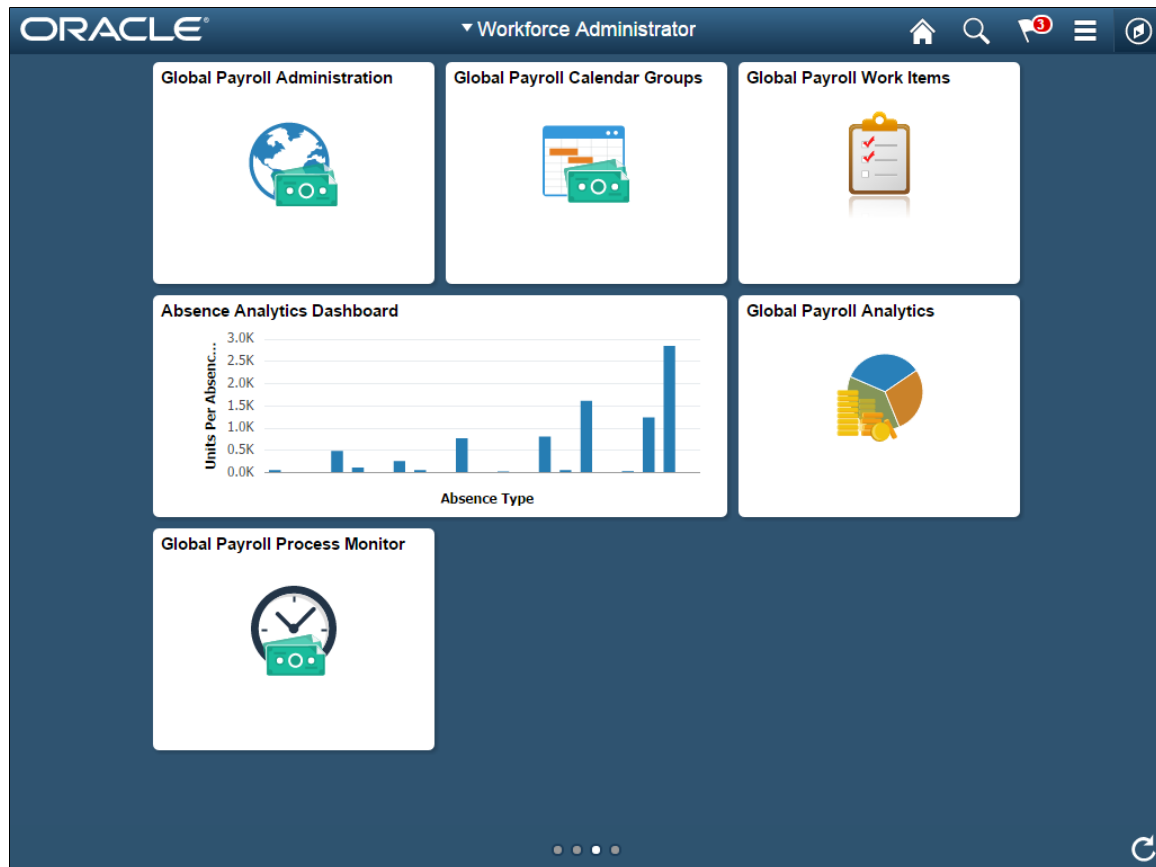 ORACLE®
Workforce Administrator
3
Global Payroll Administration
Global Payroll Calendar Groups
Global Payroll Work Items
Absence Analytics Dashboard
Units Per Absenc...
3.0K
2.5K
2.0K
1.5K
1.0K
0.5K
0.0K
Absence Type
Global Payroll Analytics
Global Payroll Process Monitor